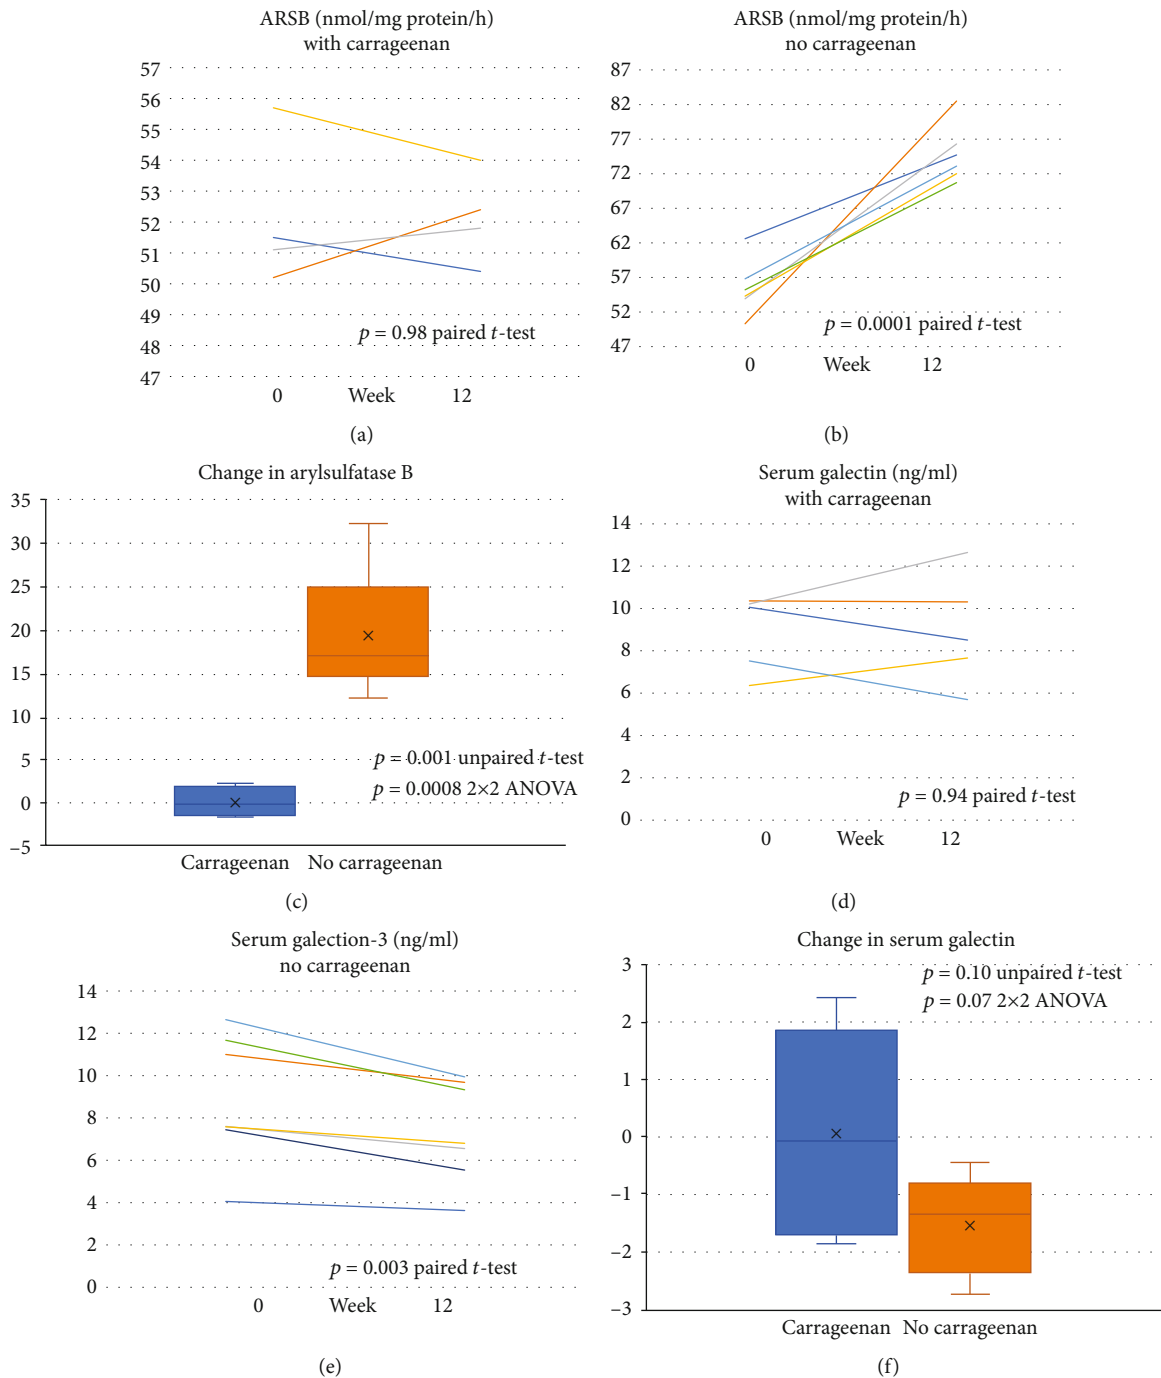 ARSB (nmol/mg protein/h)
with carrageenan
57
56
55
54
53
52
51
50
49
48
47
p = 0.98 paired t-test
0 Week 12
(a)
ARSB (nmol/mg protein/h)
no carrageenan
87
82
77
72
67
62
57
52
47
p = 0.0001 paired t-test
0 Week 12
(b)
Change in arylsulfatase B
35
30
25
20
15
10
5
0
–5
p = 0.001 unpaired t-test
p = 0.0008 2×2 ANOVA
Carrageenan No carrageenan
(c)
Serum galectin (ng/ml)
with carrageenan
14
12
10
8
6
4
2
0
p = 0.94 paired t-test
0 Week 12
(d)
Serum galection-3 (ng/ml)
no carrageenan
14
12
10
8
6
4
2
0
p = 0.003 paired t-test
0 Week 12
(e)
Change in serum galectin
3
2
1
0
–1
–2
–3
p = 0.10 unpaired t-test
p = 0.07 2×2 ANOVA
Carrageenan No carrageenan
(f)